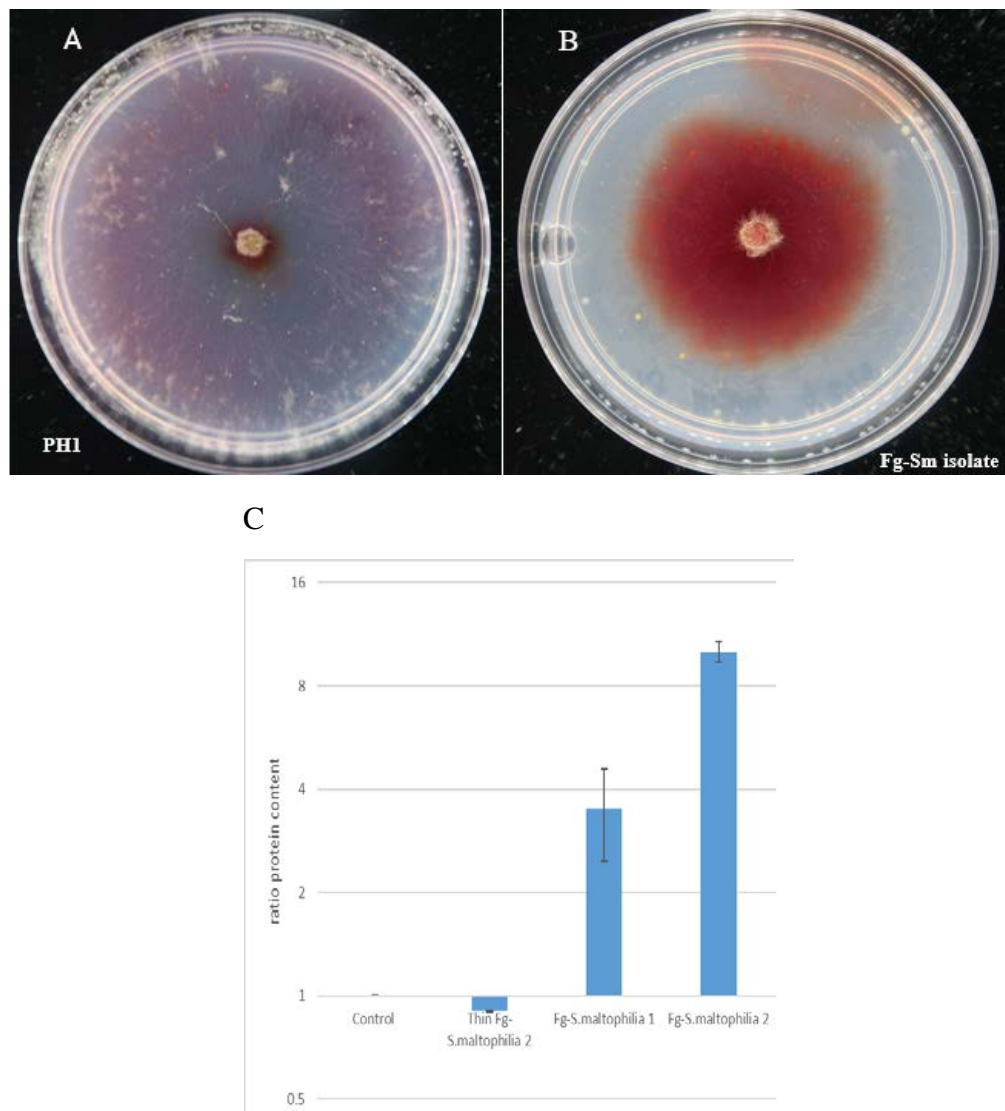 A
B
PH1
Fg-Sm isolate
C
16
8
4
2
1
0.5
ratio protein content
Control
Thin Fg-
S.maltophilia 2
Fg-S.maltophilia 1
Fg-S.maltophilia 2